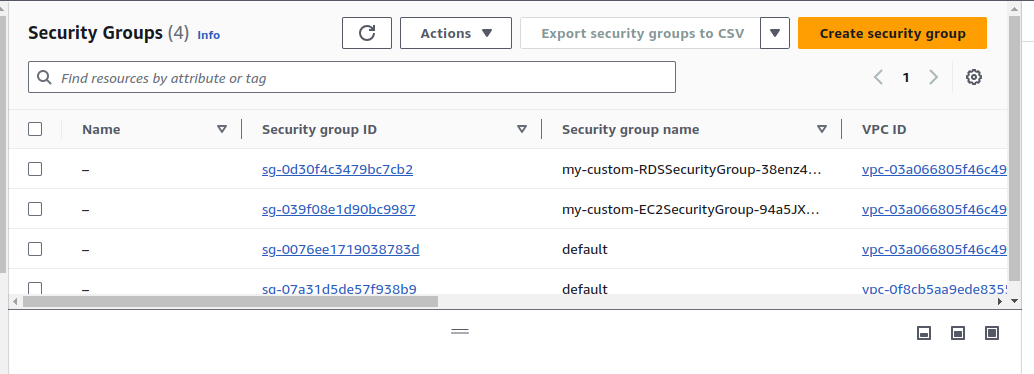 Security Groups (4) Info
Actions
Export security groups to CSV
Create security group
Find resources by attribute or tag
1
Name Security group ID Security group name VPC ID
– sg-0d30f4c3479bc7cb2 my-custom-RDSSecurityGroup-38enz4… vpc-03a066805f46c49
– sg-039f08e1d90bc9987 my-custom-EC2SecurityGroup-94a5JX… vpc-03a066805f46c49
– sg-0076ee1719038783d default vpc-03a066805f46c49
– sg-07a31d5de57f938b9 default vpc-0f8cb5aa9ede8355